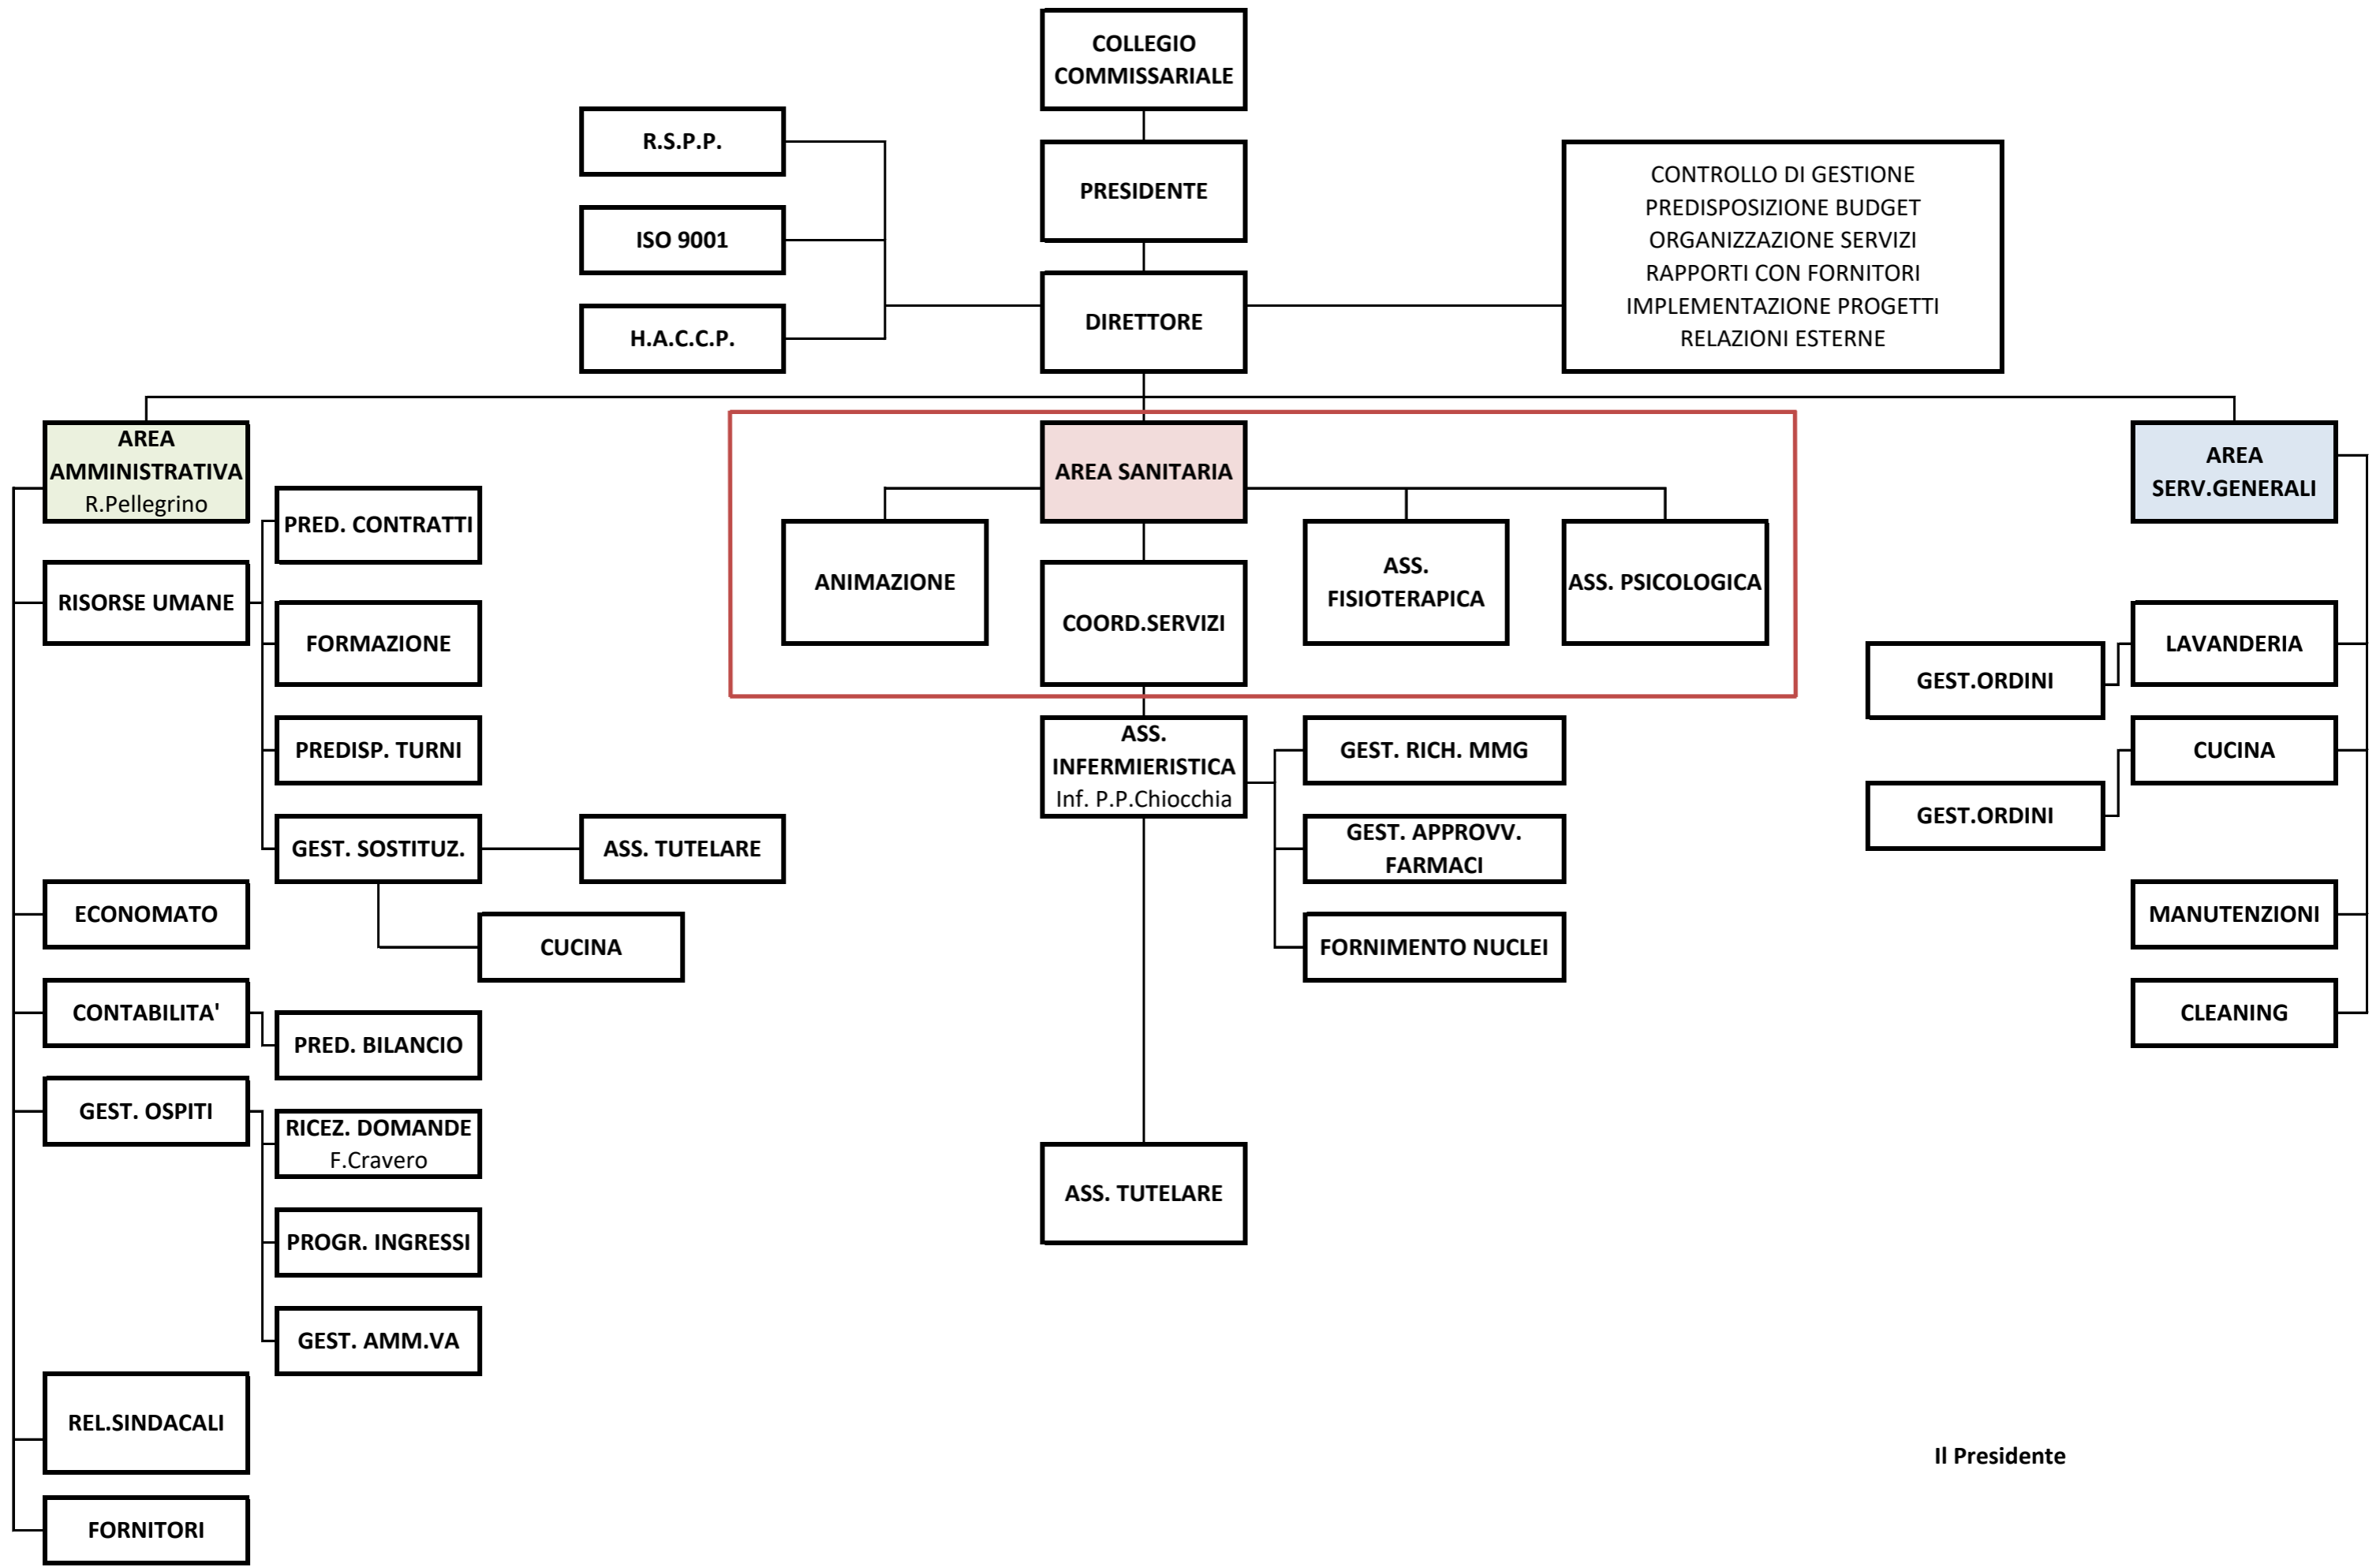 COLLEGIO
COMMISSARIALE
R.S.P.P.
PRESIDENTE
ISO 9001
DIRETTORE
H.A.C.C.P.
CONTROLLO DI GESTIONE
PREDISPOSIZIONE BUDGET
ORGANIZZAZIONE SERVIZI
RAPPORTI CON FORNITORI
IMPLEMENTAZIONE PROGETTI
RELAZIONI ESTERNE
AREA
AMMINISTRATIVA
R.Pellegrino
PRED. CONTRATTI
RISORSE UMANE
FORMAZIONE
PREDISP. TURNI
GEST. SOSTITUZ.
ASS. TUTELARE
ECONOMATO
CUCINA
CONTABILITA'
PRED. BILANCIO
GEST. OSPITI
RICEZ. DOMANDE
F.Cravero
PROGR. INGRESSI
GEST. AMM.VA
REL.SINDACALI
FORNITORI
AREA SANITARIA
ANIMAZIONE
COORD.SERVIZI
ASS.
FISIOTERAPICA
ASS. PSICOLOGICA
ASS.
INFERMIERISTICA
Inf. P.P.Chiocchia
GEST. RICH. MMG
GEST. APPROVV.
FARMACI
FORNIMENTO NUCLEI
ASS. TUTELARE
AREA
SERV.GENERALI
LAVANDERIA
GEST.ORDINI
CUCINA
GEST.ORDINI
MANUTENZIONI
CLEANING
Il Presidente